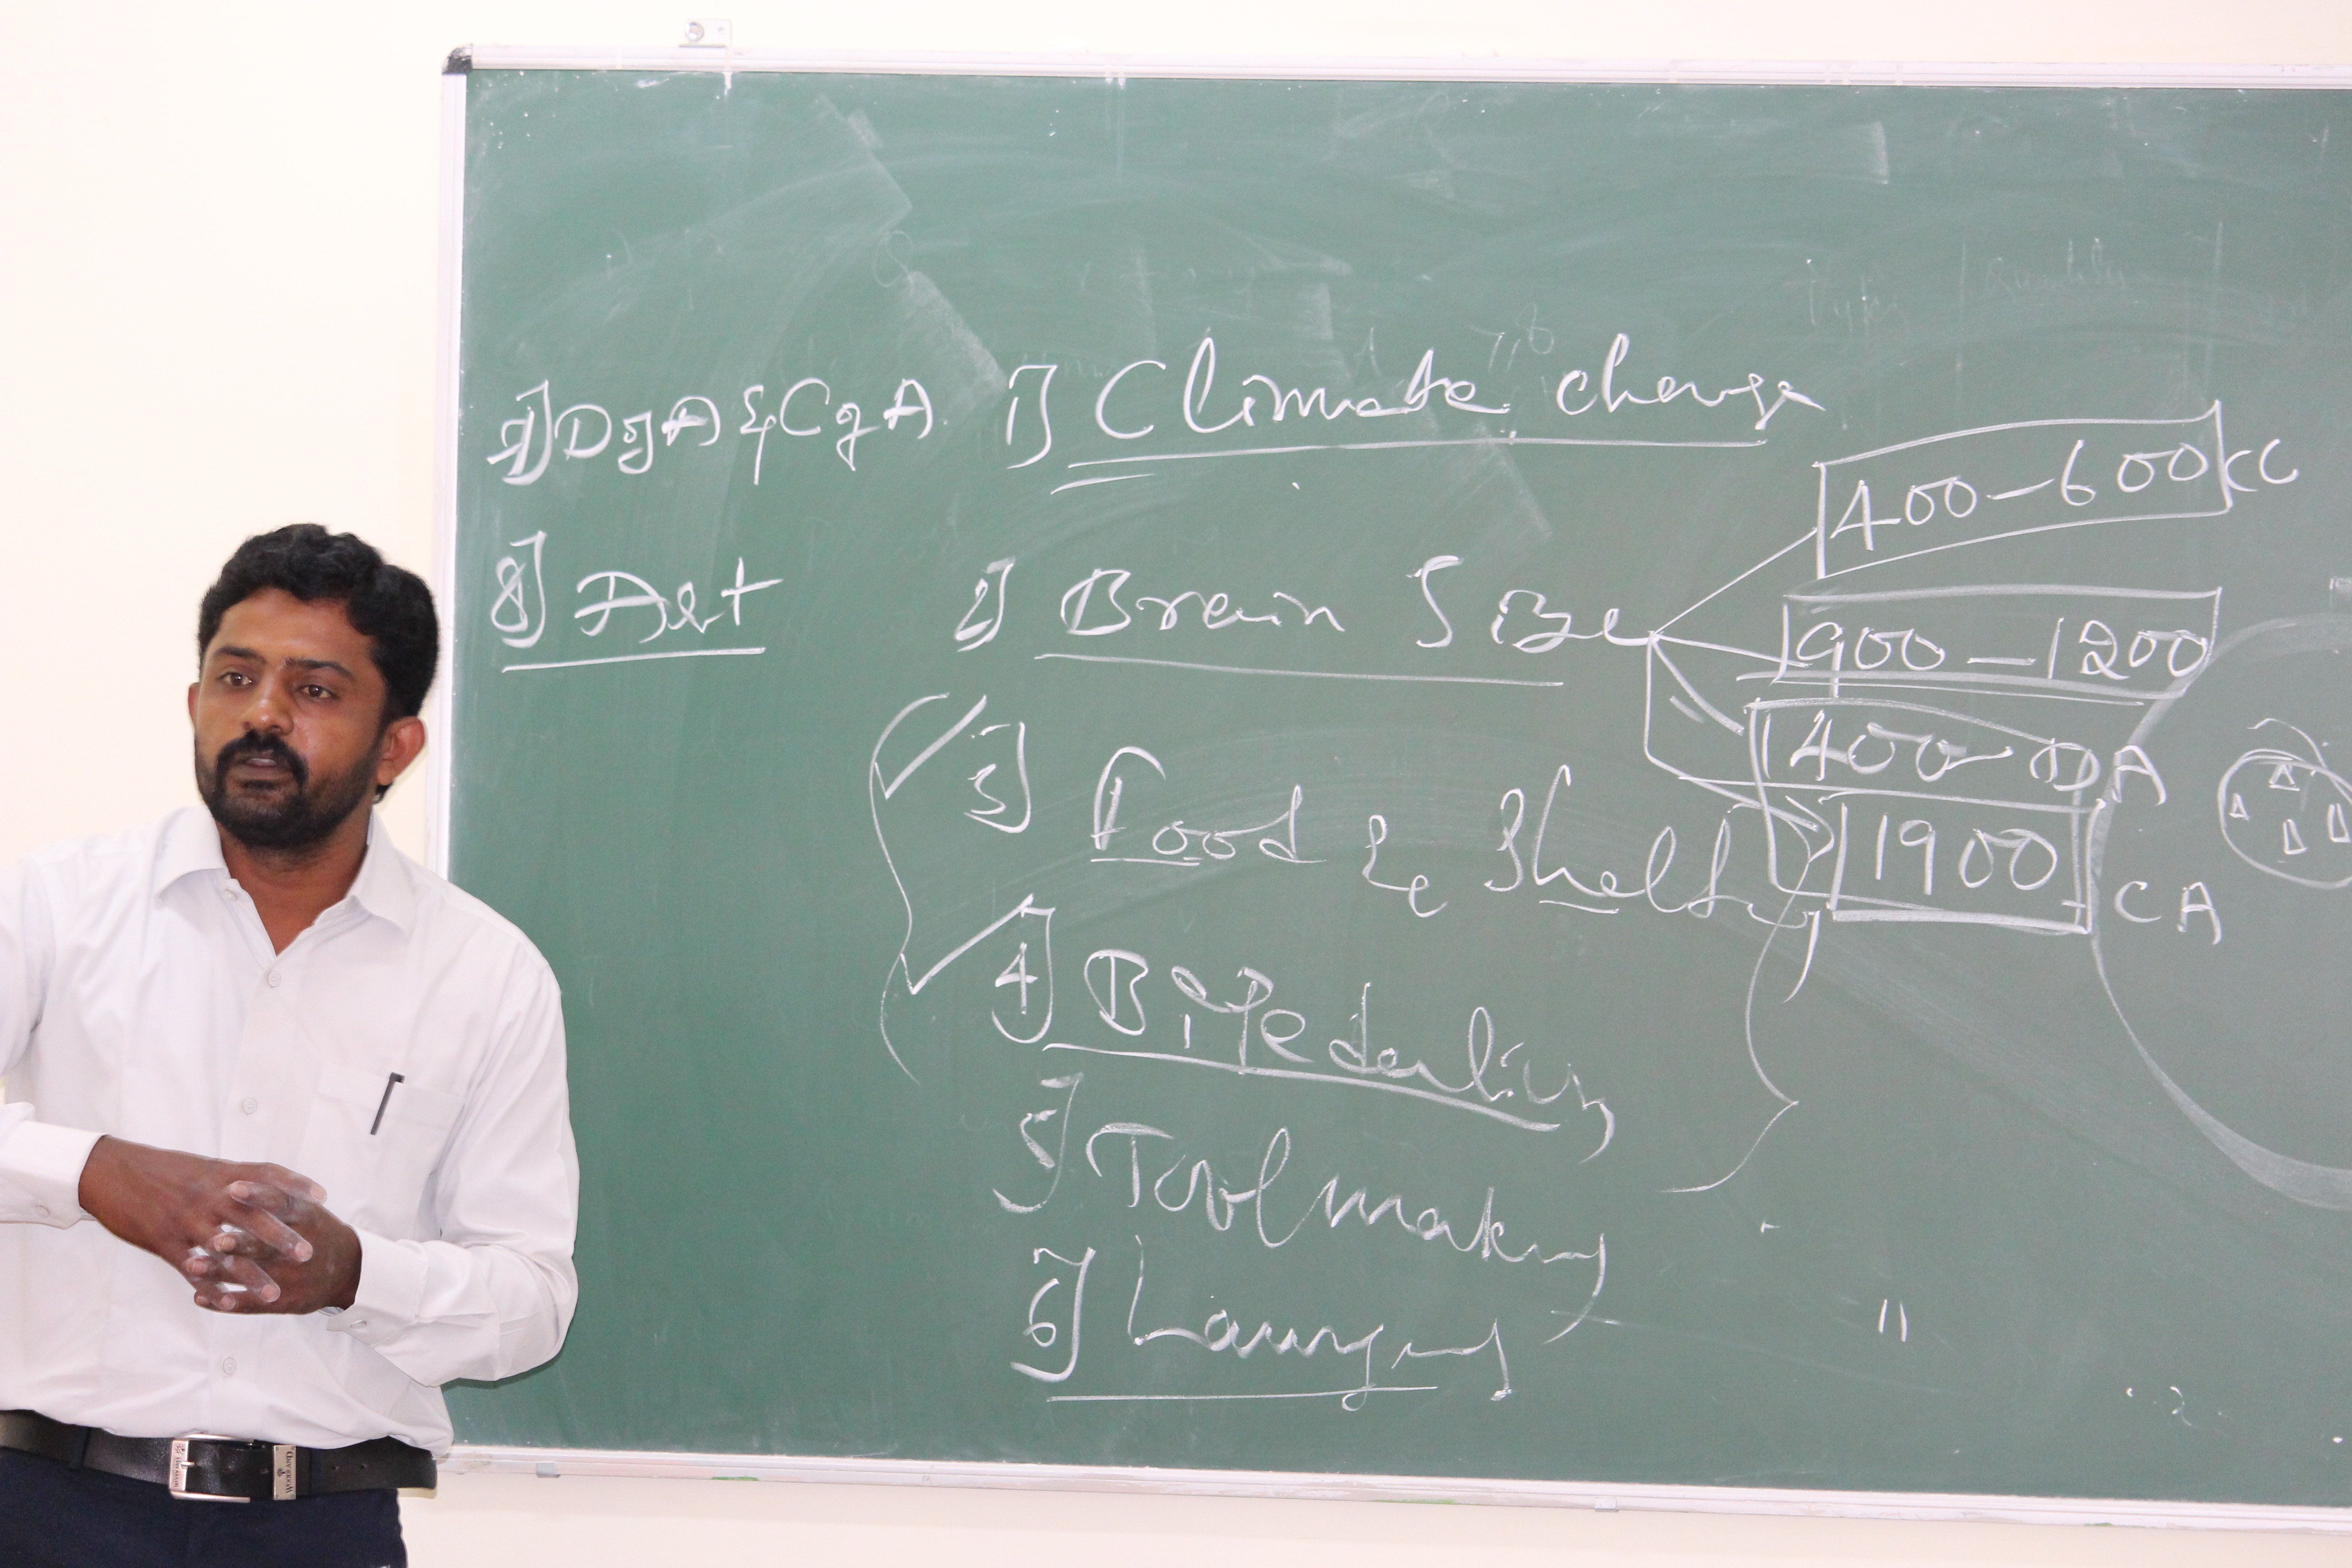 1] Climate change
2] Brain Size
400-600 cc
900-1200
1400- DA
1900 CA
3] Food & Shelter
4] Bipedality
5] Toolmaking
6] Languages
7] DgA & CgA
8] Art